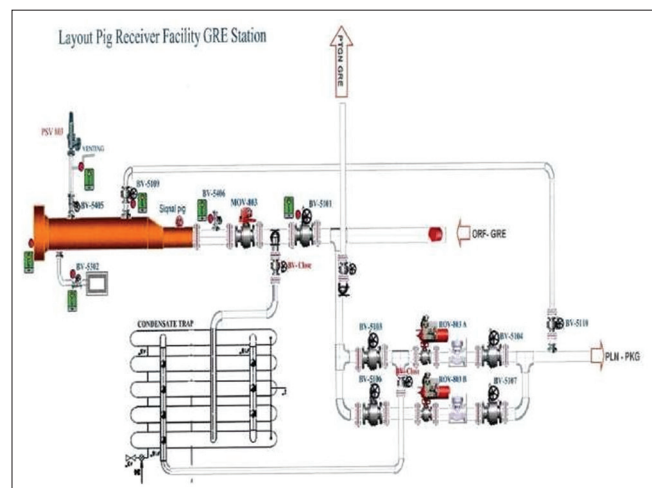 Layout Pig Receiver Facility GRE Station
PTGN GRE
PSV 803
VENTING
BV-5109
BV-5405
Signal pig
BV-5406
MOV-803
BV-5101
ORF- GRE
BV-5302
BV-Close
CONDENSATE TRAP
BV-5103
ROV-803 A
BV-5104
BV-5110
PLN - PKG
BV-Close
BV-5106
ROV-803 B
BV-5107